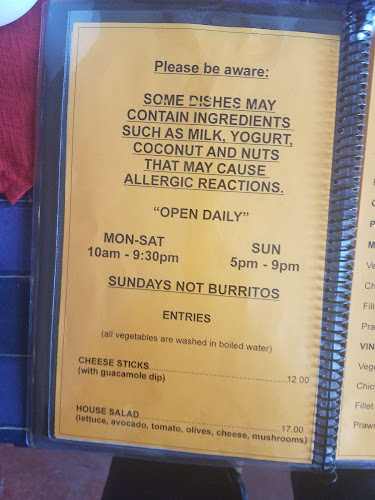 Please be aware:
SOME DISHES MAY
CONTAIN INGREDIENTS
SUCH AS MILK, YOGURT,
COCONUT AND NUTS
THAT MAY CAUSE
ALLERGIC REACTIONS.
“OPEN DAILY”
MON-SAT
10am - 9:30pm
SUN
5pm - 9pm
SUNDAYS NOT BURRITOS
ENTRIES
(all vegetables are washed in boiled water)
CHEESE STICKS......................................12.00
(with guacamole dip)
HOUSE SALAD......................................17.00
(lettuce, avocado, tomato, olives, cheese, mushrooms)
VIN
Fillet